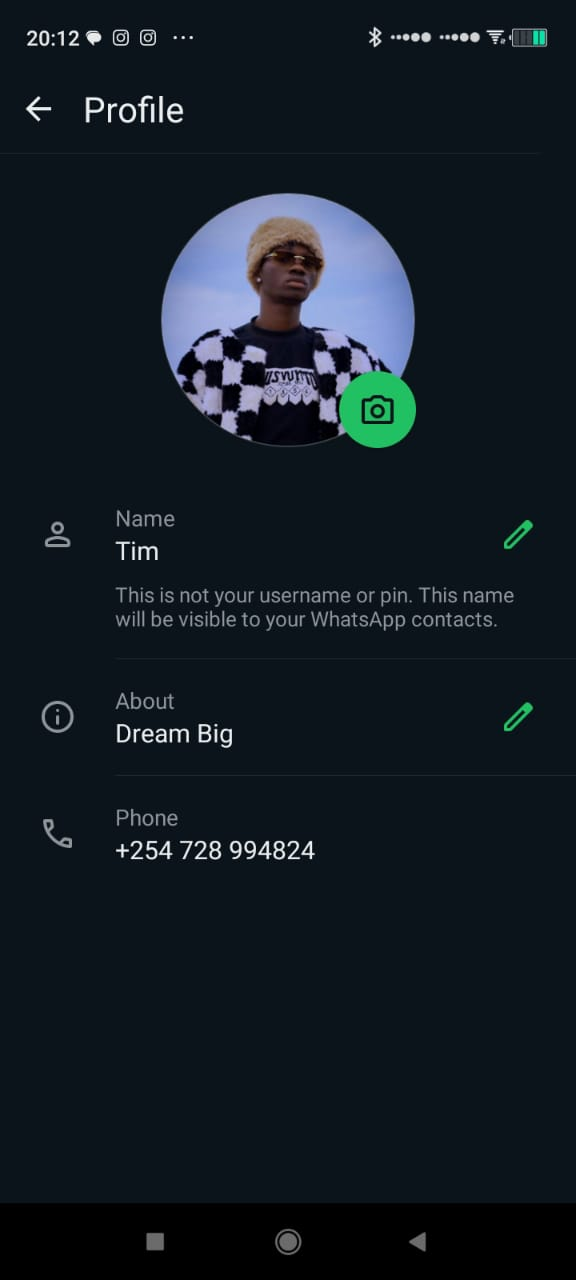 20:12
Profile
Name
Tim
This is not your username or pin. This name
will be visible to your WhatsApp contacts.
About
Dream Big
Phone
+254 728 994824